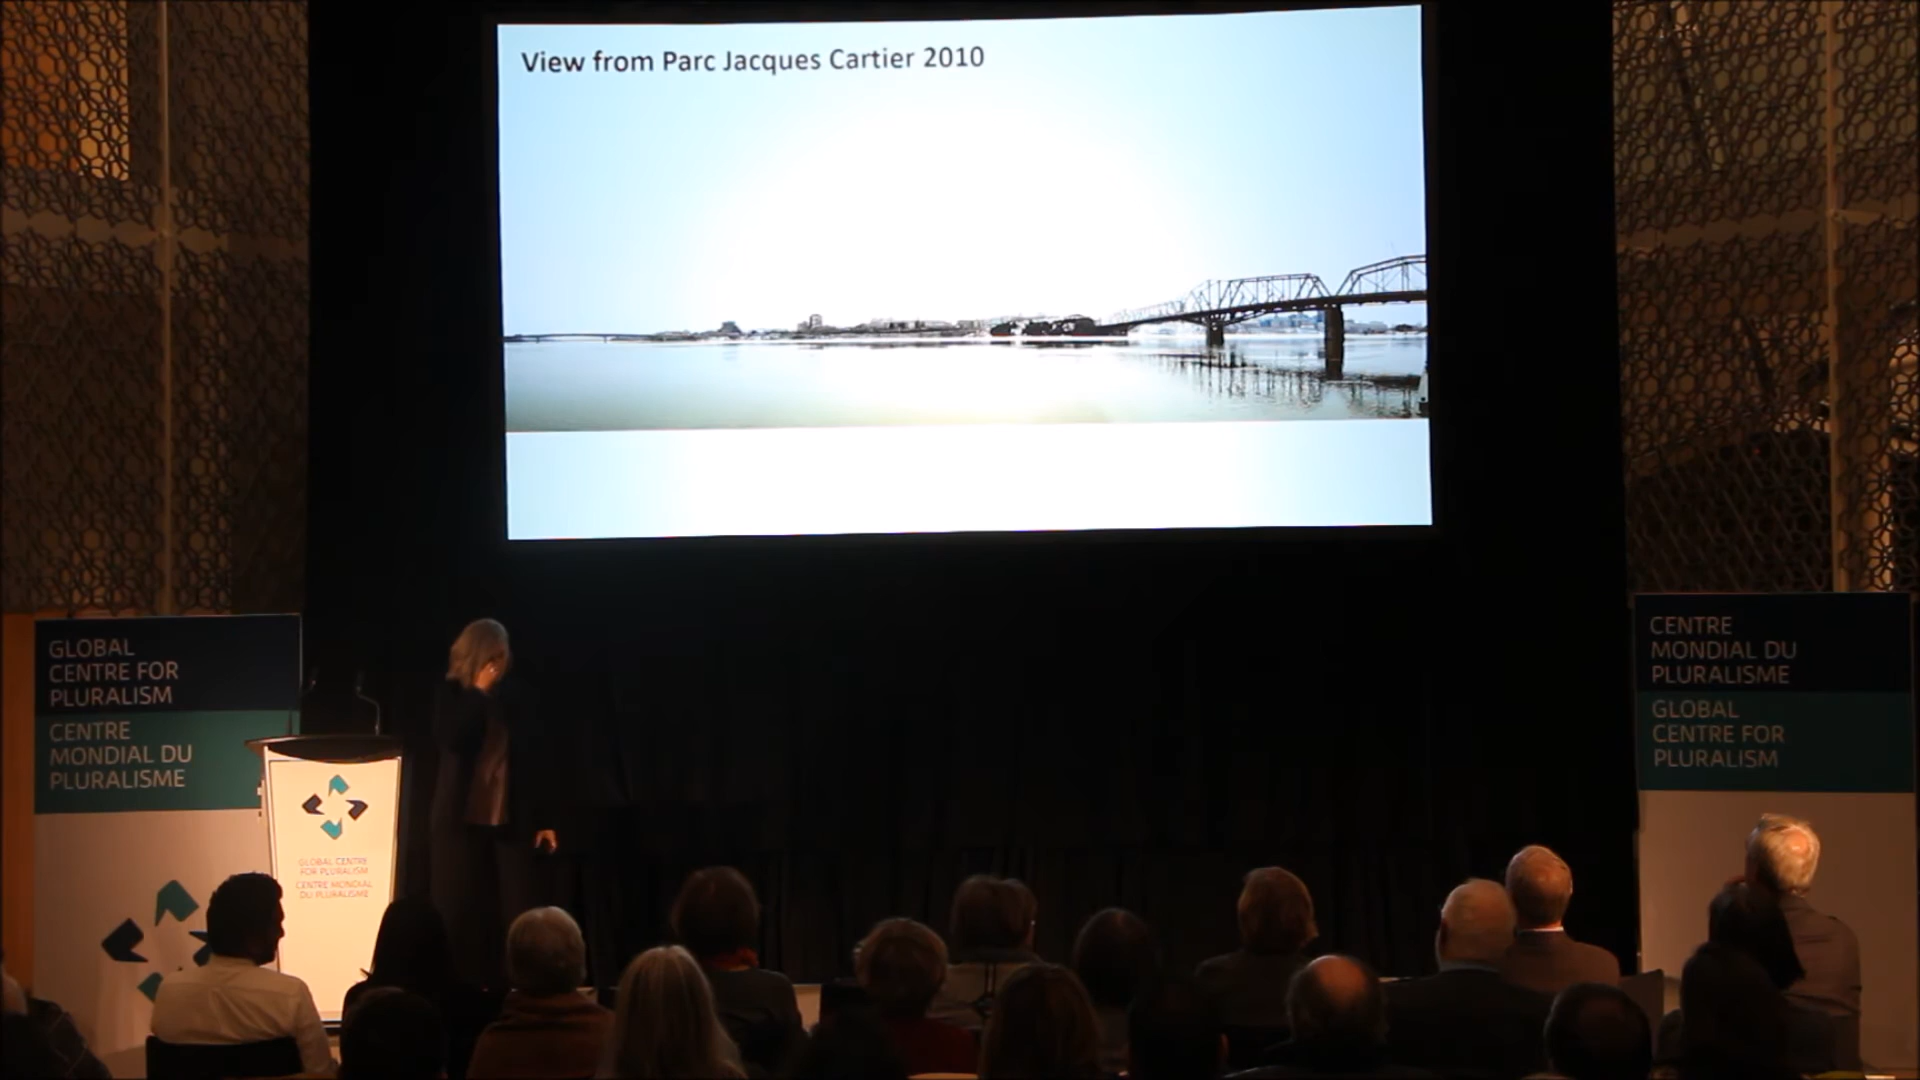 View from Parc Jacques Cartier 2010
GLOBAL
CENTRE FOR
PLURALISM
CENTRE
MONDIAL DU
PLURALISME
GLOBAL CENTRE
FOR PLURALISM
CENTRE MONDIAL
DU PLURALISME
CENTRE
MONDIAL DU
PLURALISME
GLOBAL
CENTRE FOR
PLURALISM